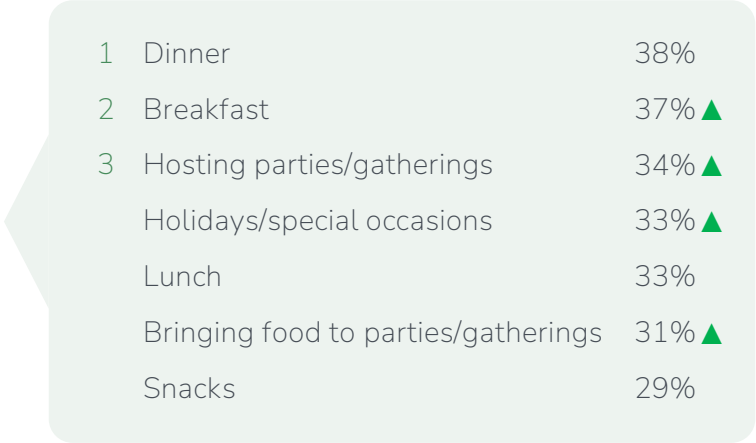 1 Dinner 38%
2 Breakfast 37%▲
3 Hosting parties/gatherings 34%▲
Holidays/special occasions 33%▲
Lunch 33%
Bringing food to parties/gatherings 31%▲
Snacks 29%